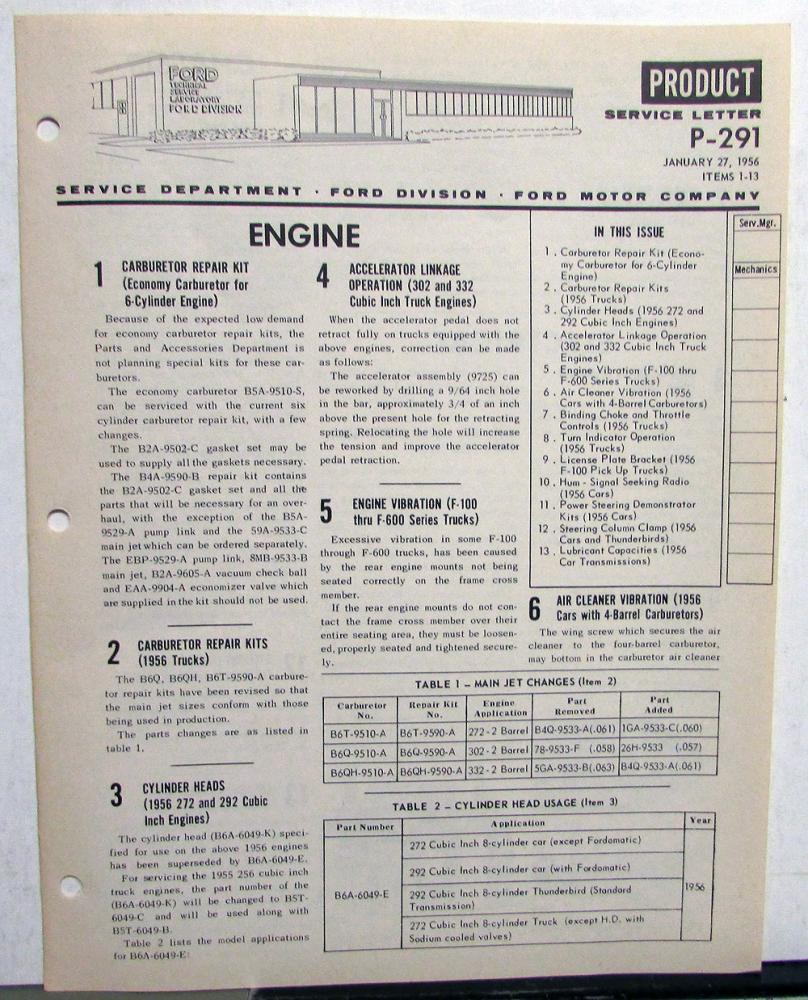 FORD
TECHNICAL
SERVICE
LABORATORY
FORD DIVISION
PRODUCT
SERVICE LETTER
P-291
JANUARY 27, 1956
ITEMS 1-13
SERVICE DEPARTMENT · FORD DIVISION · FORD MOTOR COMPANY
ENGINE
1 CARBURETOR REPAIR KIT
(Economy Carburetor for
6-Cylinder Engine)
Because of the expected low demand
for economy carburetor repair kits, the
Parts and Accessories Department is
not planning special kits for these car-
buretors.
The economy carburetor B5A-9510-S,
can be serviced with the current six
cylinder carburetor repair kit, with a few
changes.
The B2A-9502-C gasket set may be
used to supply all the gaskets necessary.
The B4A-9590-B repair kit contains
the B2A-9502-C gasket set and all the
parts that will be necessary for an over-
haul, with the exception of the B5A-
9529-A pump link and the 59A-9533-C
main jet which can be ordered separately.
The EBP-9529-A pump link, 8MB-9533-B
main jet, B2A-9605-A vacuum check ball
and EAA-9904-A economizer valve which
are supplied in the kit should not be used.
2 CARBURETOR REPAIR KITS
(1956 Trucks)
The B6Q, B6QH, B6T-9590-A carbure-
tor repair kits have been revised so that
the main jet sizes conform with those
being used in production.
The parts changes are as listed in
table 1.
3 CYLINDER HEADS
(1956 272 and 292 Cubic
Inch Engines)
The cylinder head (B6A-6049-K) speci-
fied for use on the above 1956 engines
has been superseded by B6A-6049-E.
For servicing the 1955 256 cubic inch
truck engines, the part number of the
(B6A-6049-K) will be changed to B5T-
6049-C and will be used along with
B5T-6049-B.
Table 2 lists the model applications
for B6A-6049-E:
4 ACCELERATOR LINKAGE
OPERATION (302 and 332
Cubic Inch Truck Engines)
When the accelerator pedal does not
retract fully on trucks equipped with the
above engines, correction can be made
as follows:
The accelerator assembly (9725) can
be reworked by drilling a 9/64 inch hole
in the bar, approximately 3/4 of an inch
above the present hole for the retracting
spring. Relocating the hole will increase
the tension and improve the accelerator
pedal retraction.
5 ENGINE VIBRATION (F-100
thru F-600 Series Trucks)
Excessive vibration in some F-100
through F-600 trucks, has been caused
by the rear engine mounts not being
seated correctly on the frame cross
member.
If the rear engine mounts do not con-
tact the frame cross member over their
entire seating area, they must be loosen-
ed, properly seated and tightened secure-
ly.
IN THIS ISSUE
1 . Carburetor Repair Kit (Econo-
my Carburetor for 6-Cylinder
Engine)
2 . Carburetor Repair Kits
(1956 Trucks)
3 . Cylinder Heads (1956 272 and
292 Cubic Inch Engines)
4 . Accelerator Linkage Operation
(302 and 332 Cubic Inch Truck
Engines)
5 . Engine Vibration (F-100 thru
F-600 Series Trucks)
6 . Air Cleaner Vibration (1956
Cars with 4-Barrel Carburetors)
7 . Binding Choke and Throttle
Controls (1956 Trucks)
8 . Turn Indicator Operation
(1956 Trucks)
9 . License Plate Bracket (1956
F-100 Pick Up Trucks)
10 . Hum - Signal Seeking Radio
(1956 Cars)
11 . Power Steering Demonstrator
Kits (1956 Cars)
12 . Steering Column Clamp (1956
Cars and Thunderbirds)
13 . Lubricant Capacities (1956
Car Transmissions)
Serv.Mgr.
Mechanics
6 AIR CLEANER VIBRATION (1956
Cars with 4-Barrel Carburetors)
The wing screw which secures the air
cleaner to the four-barrel carburetor,
may bottom in the carburetor air cleaner
TABLE 1 – MAIN JET CHANGES (Item 2)
Carburetor No. Repair Kit No. Engine Application Part Removed Part Added
B6T-9510-A B6T-9590-A 272-2 Barrel B4Q-9533-A(.061) 1GA-9533-C(.060)
B6Q-9510-A B6Q-9590-A 302-2 Barrel 78-9533-F (.058) 26H-9533 (.057)
B6QH-9510-A B6QH-9590-A 332-2 Barrel 5GA-9533-B(.063) B4Q-9533-A(.061)
TABLE 2 – CYLINDER HEAD USAGE (Item 3)
Part Number Application Year
272 Cubic Inch 8-cylinder car (except Fordomatic)
292 Cubic Inch 8-cylinder car (with Fordomatic)
B6A-6049-E 292 Cubic Inch 8-cylinder Thunderbird (Standard 1956
Transmission)
272 Cubic Inch 8-cylinder Truck (except H.D. with
Sodium cooled valves)